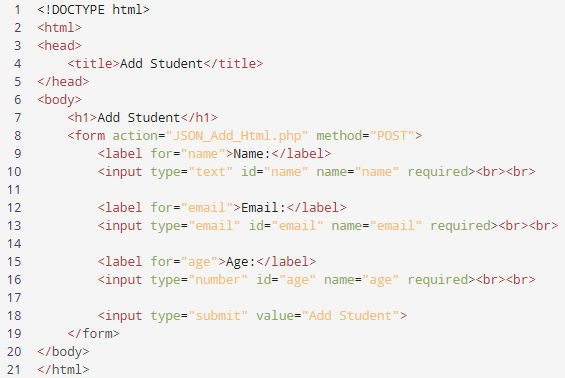 1 <!DOCTYPE html>
2 <html>
3 <head>
4     <title>Add Student</title>
5 </head>
6 <body>
7     <h1>Add Student</h1>
8     <form action="JSON_Add_Html.php" method="POST">
9         <label for="name">Name:</label>
10         <input type="text" id="name" name="name" required><br><br>
11
12         <label for="email">Email:</label>
13         <input type="email" id="email" name="email" required><br><br>
14
15         <label for="age">Age:</label>
16         <input type="number" id="age" name="age" required><br><br>
17
18         <input type="submit" value="Add Student">
19     </form>
20 </body>
21 </html>